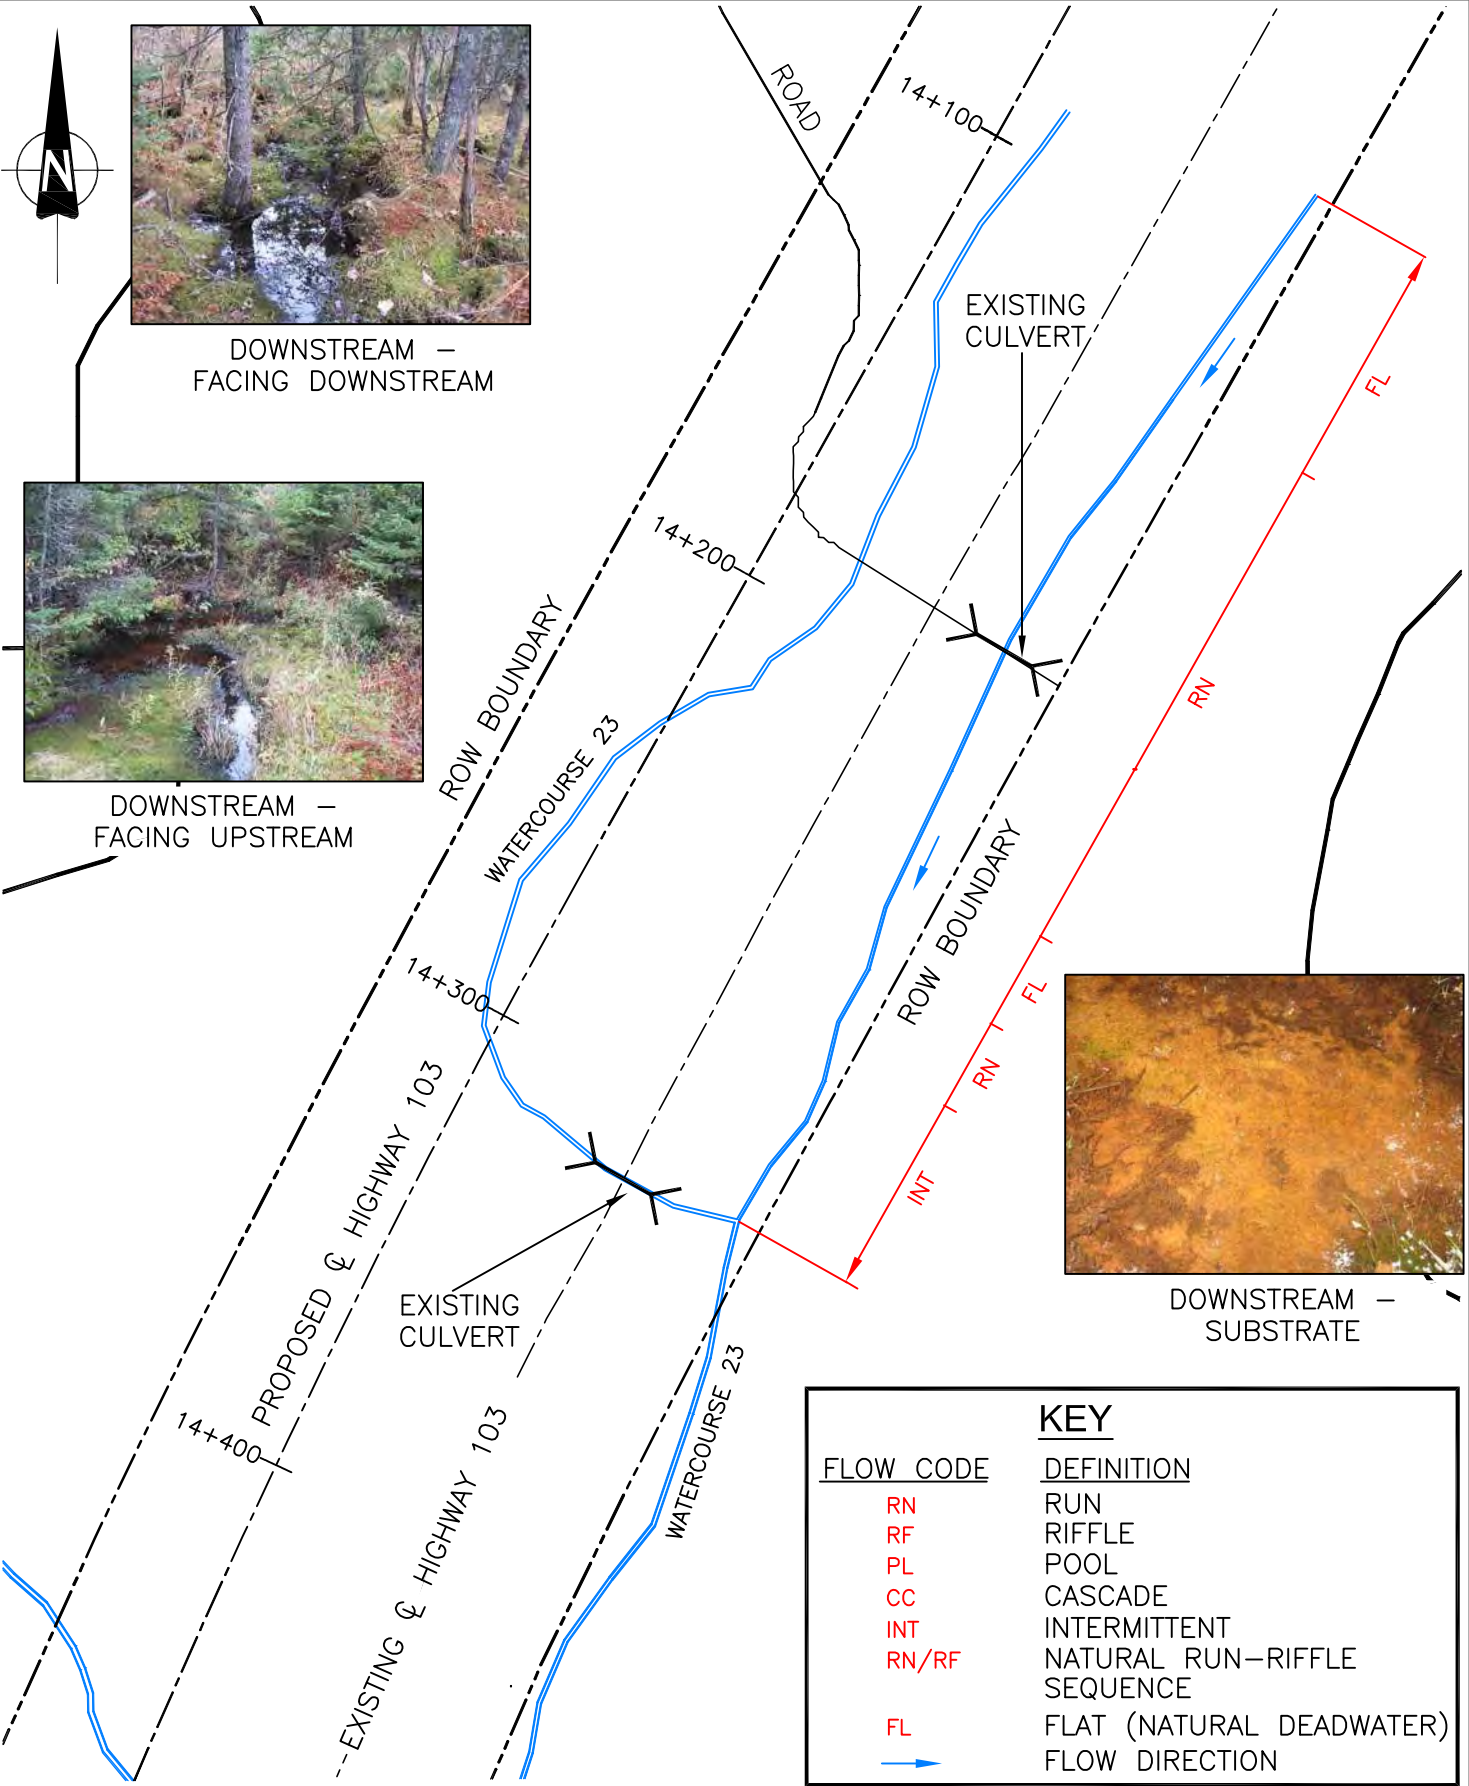 N
ROAD
14+100
EXISTING
CULVERT
DOWNSTREAM –
FACING DOWNSTREAM
FL
14+200
ROW BOUNDARY
RN
WATERCOURSE 23
DOWNSTREAM –
FACING UPSTREAM
ROW BOUNDARY
14+300
FL
RN
INT
PROPOSED ℄ HIGHWAY 103
EXISTING
CULVERT
DOWNSTREAM –
SUBSTRATE
WATERCOURSE 23
14+400
EXISTING ℄ HIGHWAY 103
KEY
FLOW CODE DEFINITION
RN RUN
RF RIFFLE
PL POOL
CC CASCADE
INT INTERMITTENT
RN/RF NATURAL RUN–RIFFLE
SEQUENCE
FL FLAT (NATURAL DEADWATER)
FLOW DIRECTION